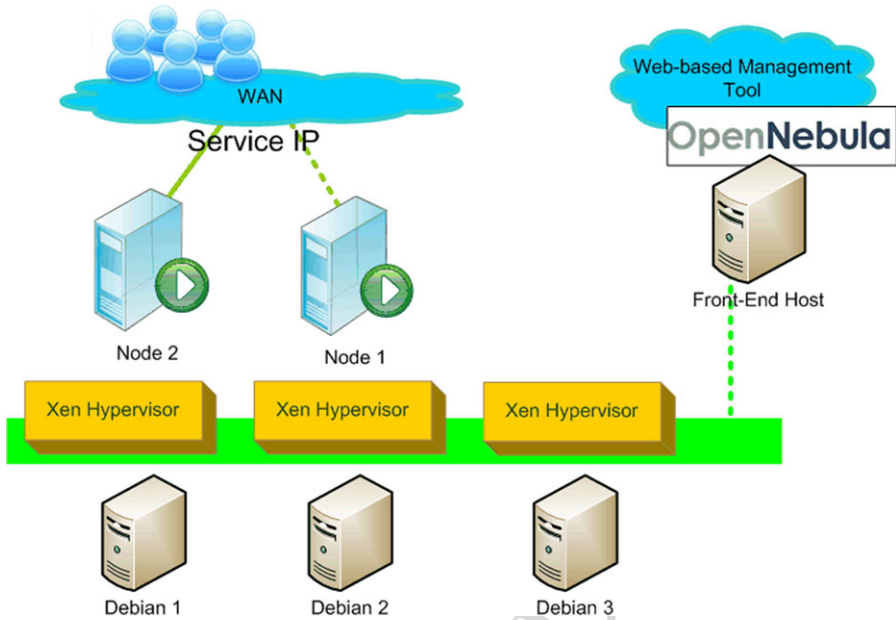 WAN
Service IP
Web-based Management
Tool
OpenNebula
Front-End Host
Node 2
Node 1
Xen Hypervisor
Xen Hypervisor
Xen Hypervisor
Debian 1
Debian 2
Debian 3